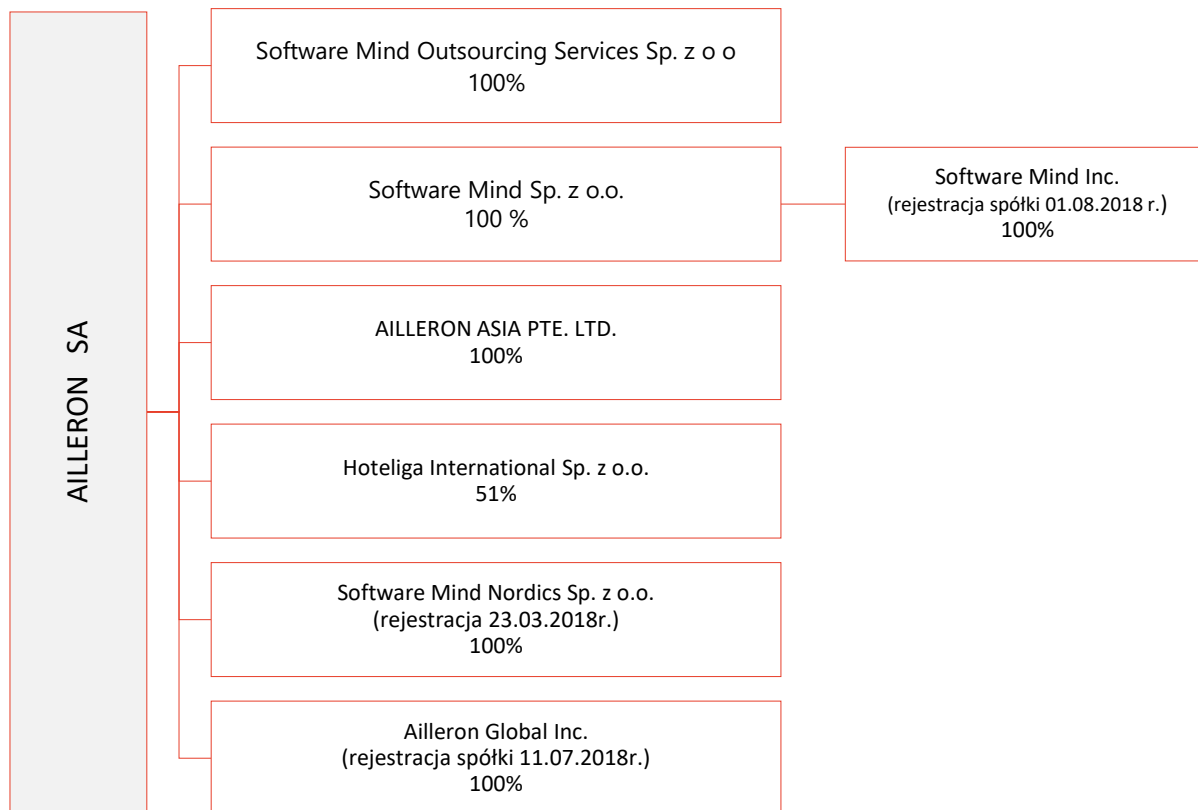 AILLERON SA
Software Mind Outsourcing Services Sp. z o o
100%
Software Mind Sp. z o.o.
100 %
Software Mind Inc.
(rejestracja spółki 01.08.2018 r.)
100%
AILLERON ASIA PTE. LTD.
100%
Hoteliga International Sp. z o.o.
51%
Software Mind Nordics Sp. z o.o.
(rejestracja 23.03.2018r.)
100%
Ailleron Global Inc.
(rejestracja spółki 11.07.2018r.)
100%